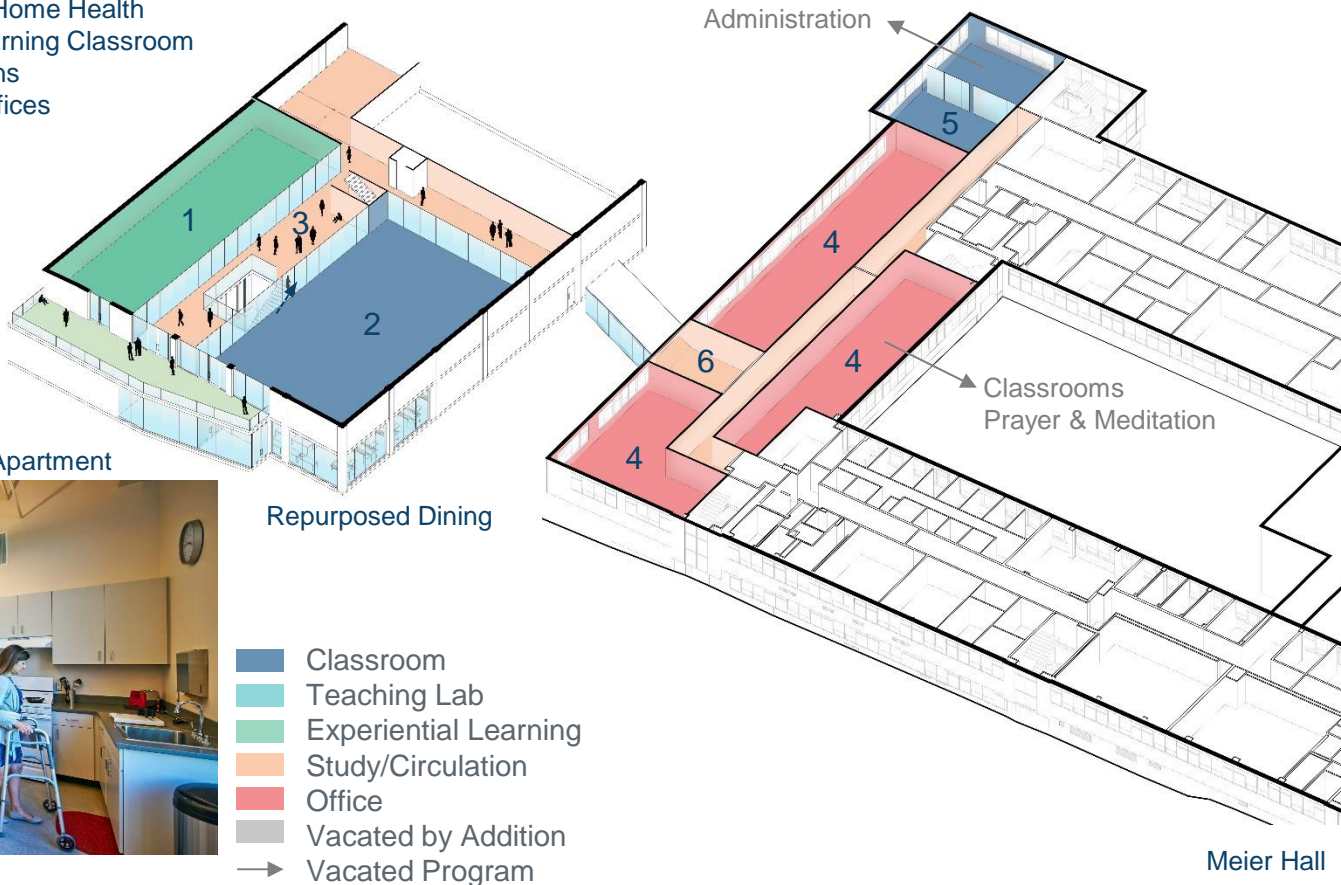 Home Health
rning Classroom
ns
fices
Administration
5
1
3
4
2
6
4
Classrooms
Prayer & Meditation
4
Apartment
Repurposed Dining
Classroom
Teaching Lab
Experiential Learning
Study/Circulation
Office
Vacated by Addition
Vacated Program
Meier Hall